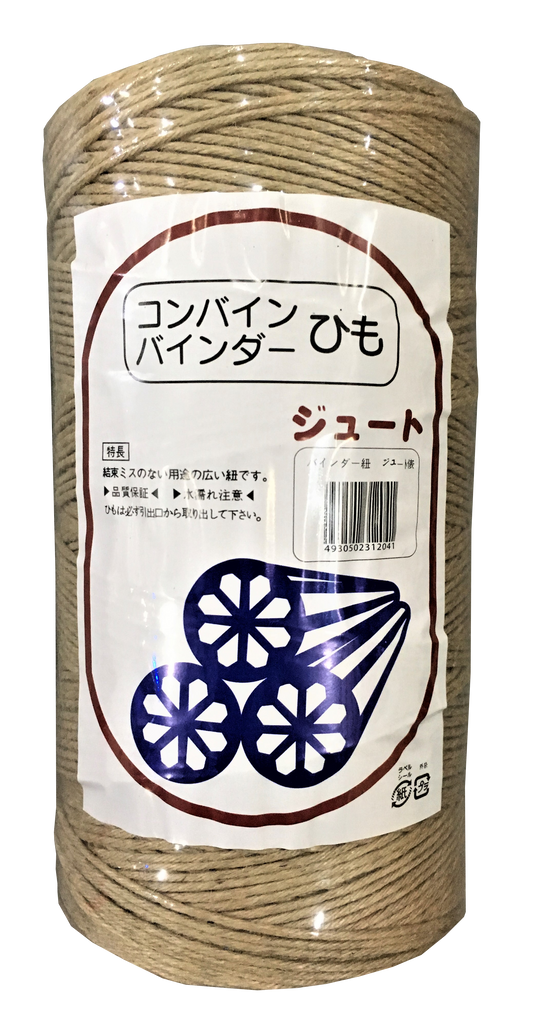 コンバイン
バインダー ひも
ジュート
特長
結束ミスのない用途の広い紐です。
▶品質保証◀ ▶水濡れ注意◀
ひもは必ず引出口から取り出して下さい。
バインダー紐 ジュート俵
4930502312041
ラベル
シール
外袋
紙
プラ